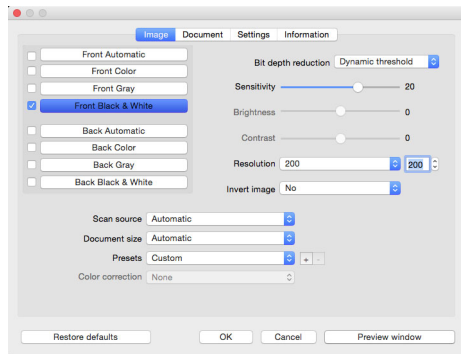 Image Document Settings Information
Front Automatic
Front Color
Front Gray
Front Black & White
Back Automatic
Back Color
Back Gray
Back Black & White
Bit depth reduction Dynamic threshold
Sensitivity 20
Brightness 0
Contrast 0
Resolution 200 200
Invert image No
Scan source Automatic
Document size Automatic
Presets Custom + -
Color correction None
Restore defaults OK Cancel Preview window